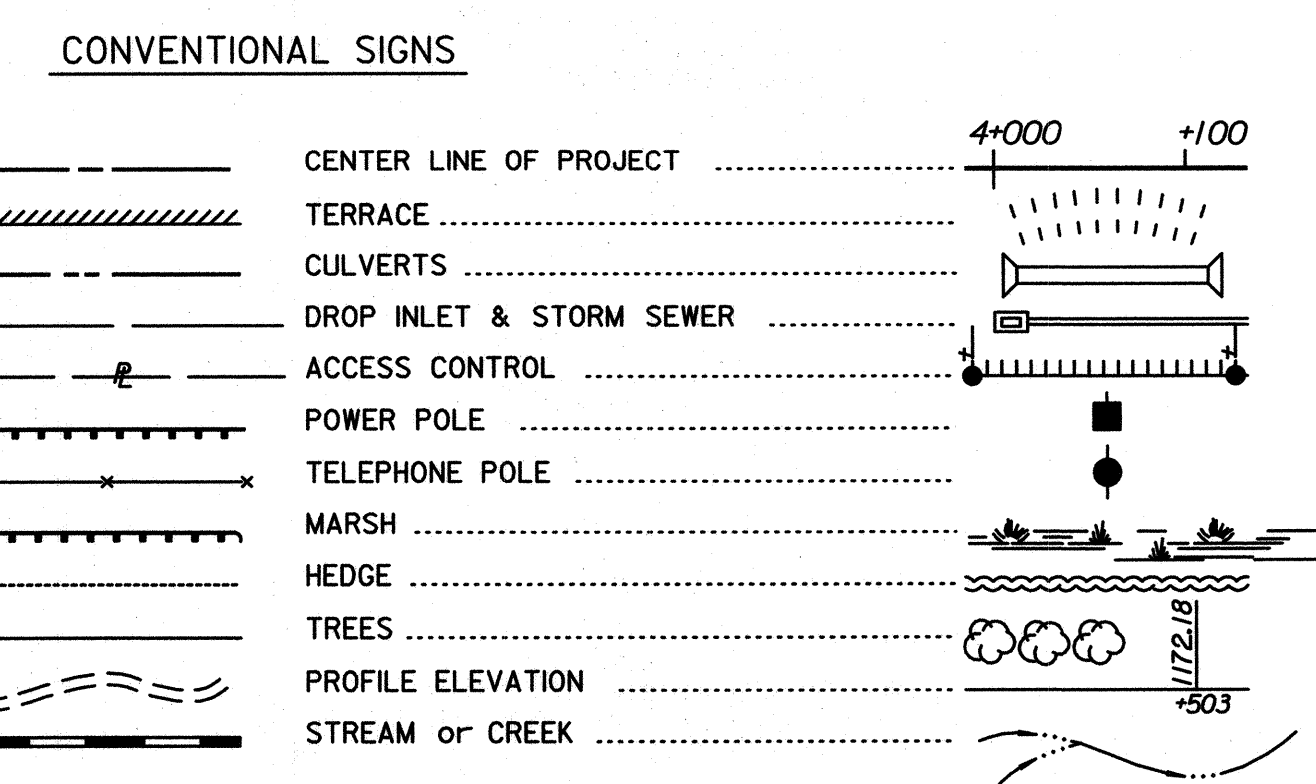 CONVENTIONAL SIGNS
4+000 +100
CENTER LINE OF PROJECT
TERRACE
CULVERTS
DROP INLET & STORM SEWER
ACCESS CONTROL
PL
POWER POLE
TELEPHONE POLE
MARSH
HEDGE
TREES
1172.18
PROFILE ELEVATION
+503
STREAM or CREEK